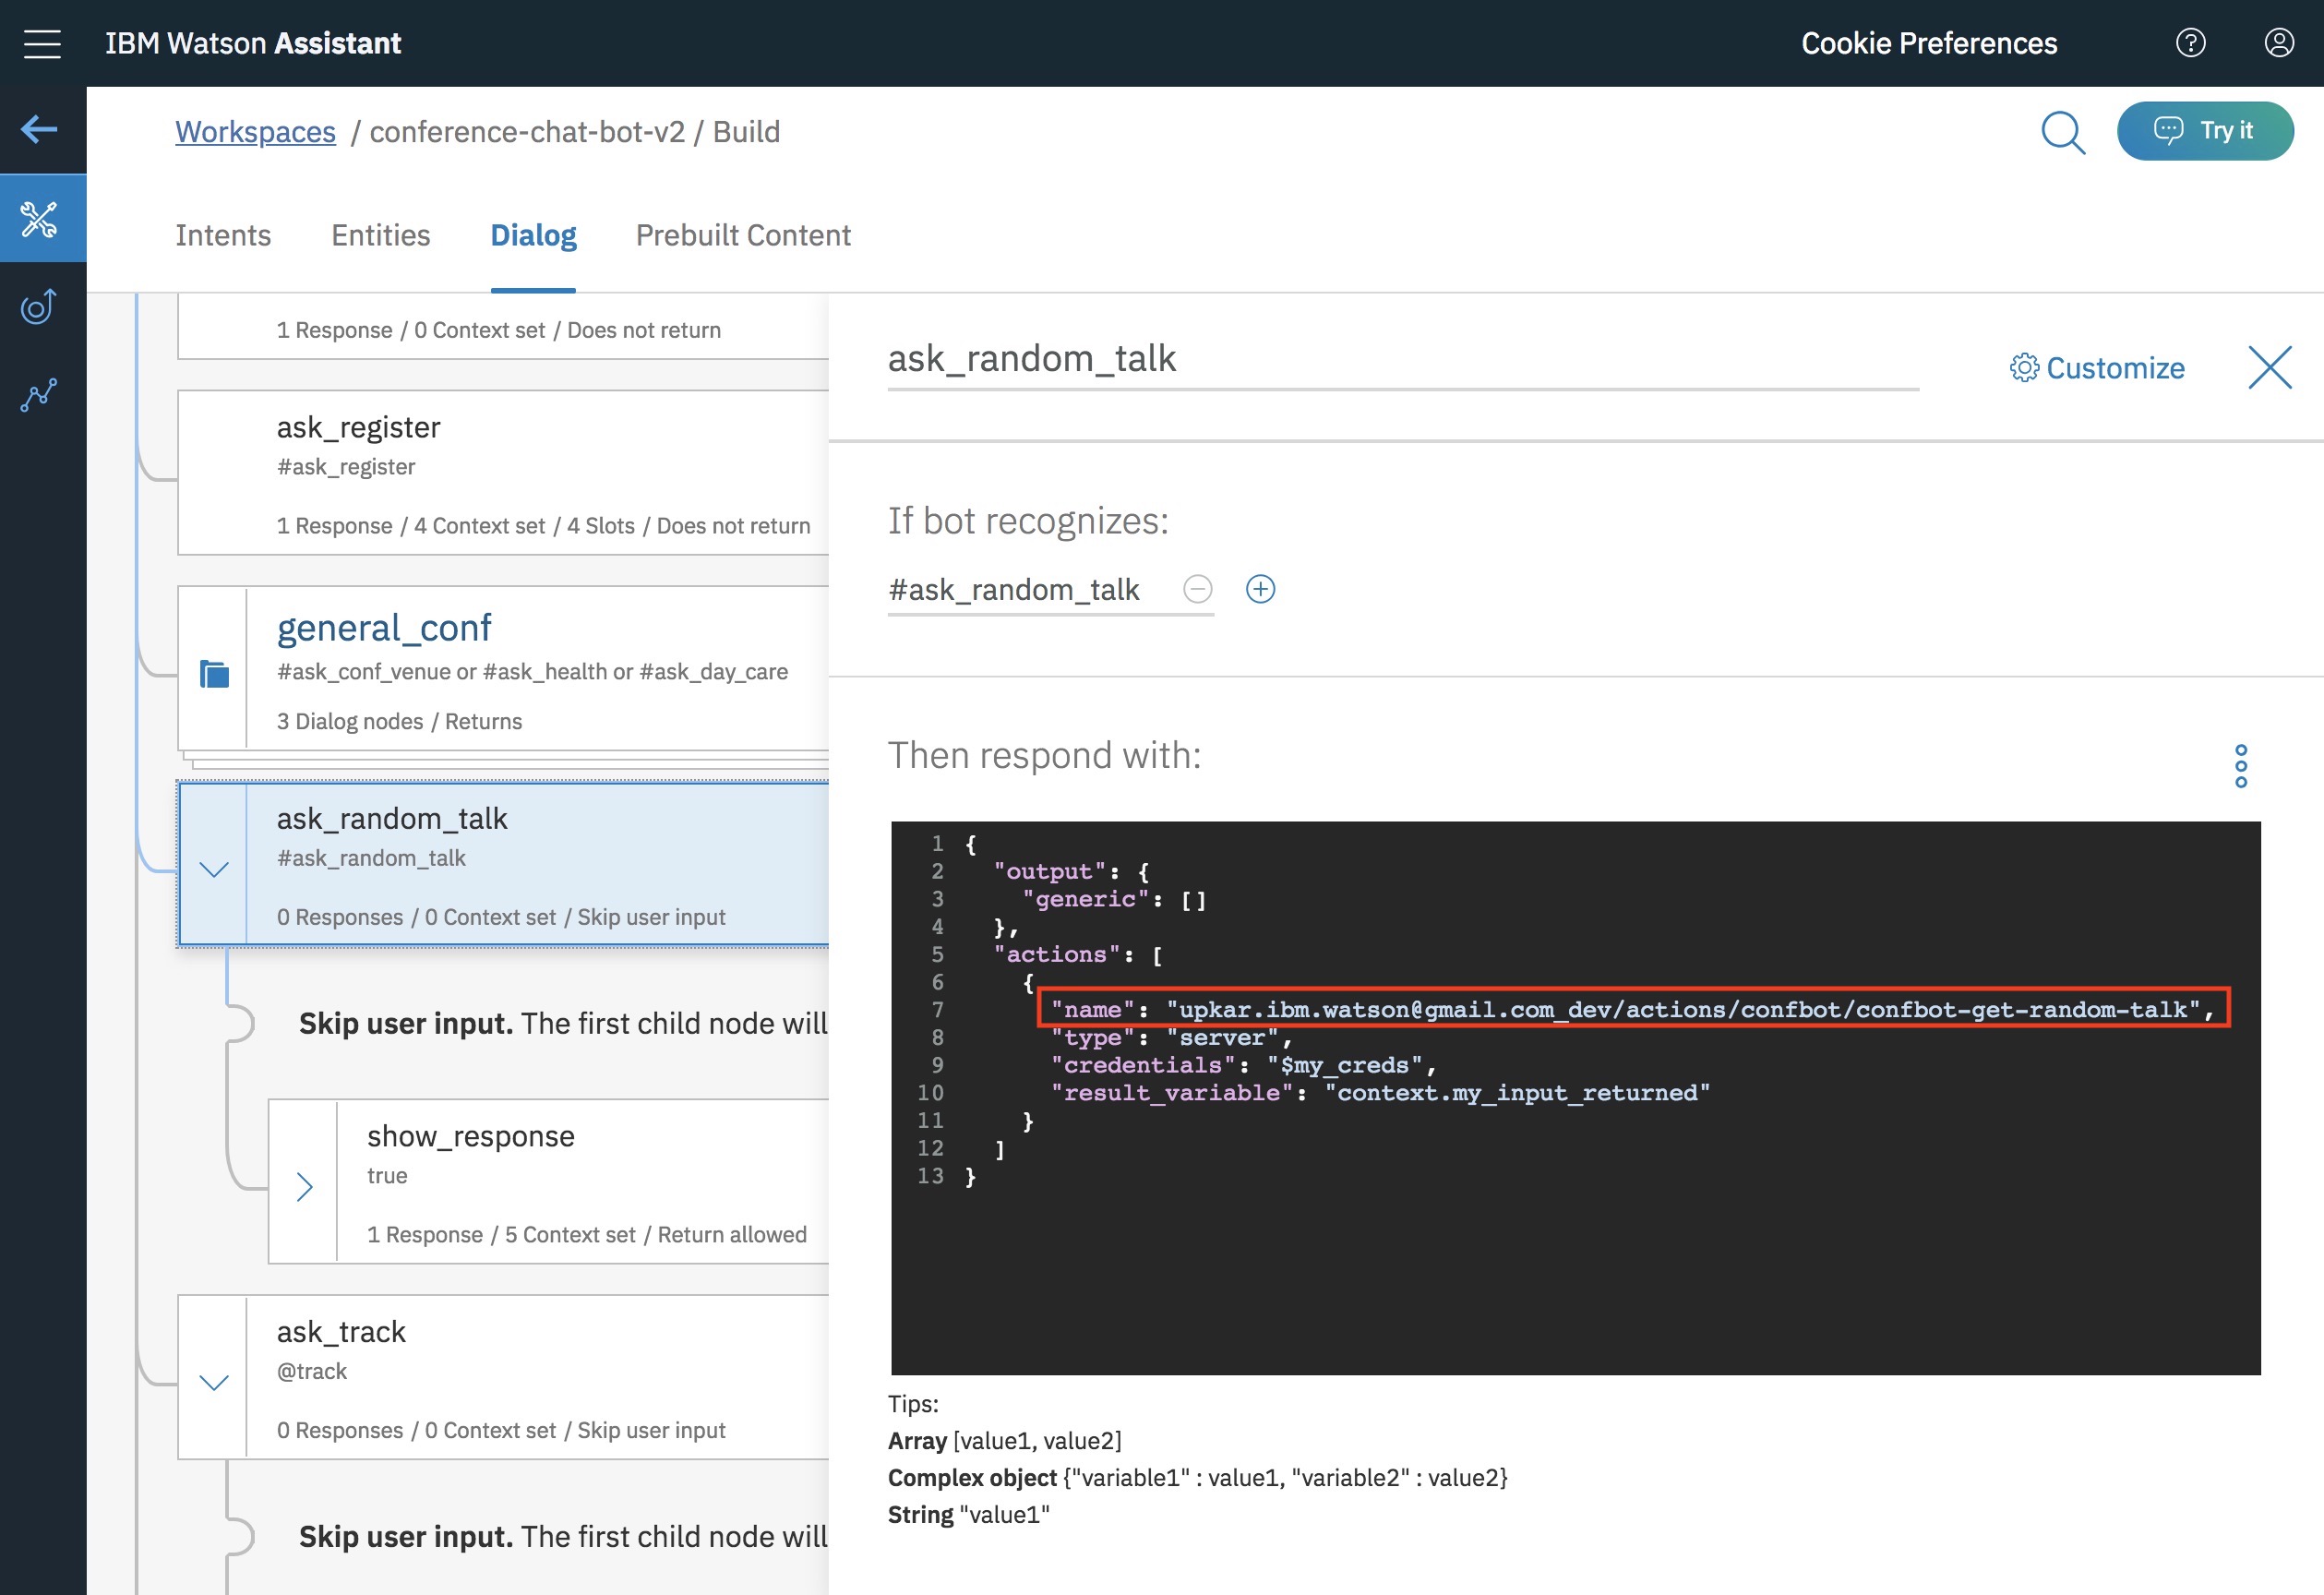 IBM Watson Assistant
Cookie Preferences
Workspaces / conference-chat-bot-v2 / Build
Try it
Intents
Entities
Dialog
Prebuilt Content
1 Response / 0 Context set / Does not return
ask_register
#ask_register
1 Response / 4 Context set / 4 Slots / Does not return
general_conf
#ask_conf_venue or #ask_health or #ask_day_care
3 Dialog nodes / Returns
ask_random_talk
#ask_random_talk
0 Responses / 0 Context set / Skip user input
Skip user input. The first child node will
show_response
true
1 Response / 5 Context set / Return allowed
ask_track
@track
0 Responses / 0 Context set / Skip user input
Skip user input. The first child node will
ask_random_talk
Customize
If bot recognizes:
#ask_random_talk
Then respond with:
1 {
2 "output": {
3 "generic": []
4 },
5 "actions": [
6 {
7 "name": "upkar.ibm.watson@gmail.com_dev/actions/confbot/confbot-get-random-talk",
8 "type": "server",
9 "credentials": "$my_creds",
10 "result_variable": "context.my_input_returned"
11 }
12 ]
13 }
Tips:
Array [value1, value2]
Complex object {"variable1" : value1, "variable2" : value2}
String "value1"